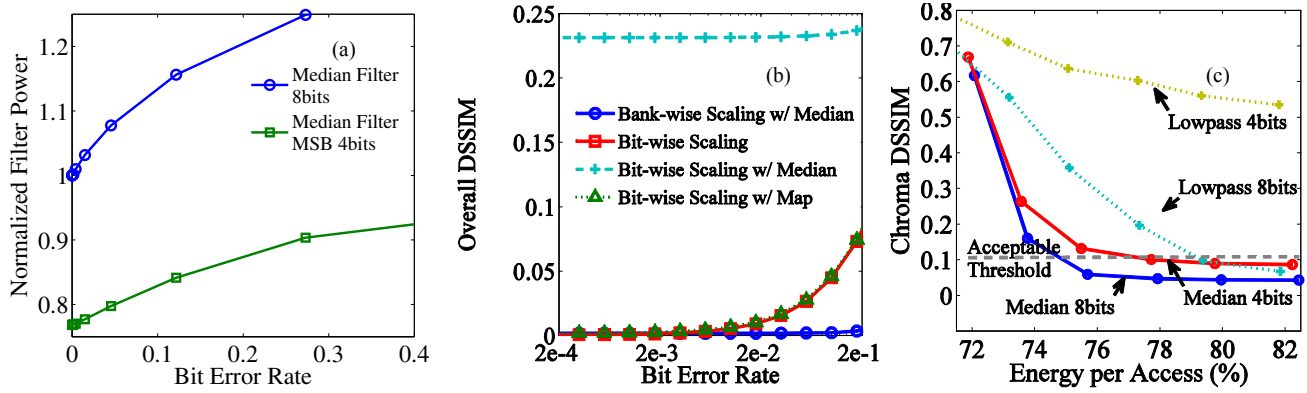 (a)
Median Filter
8bits
Median Filter
MSB 4bits
Normalized Filter Power
1.2
1.1
1
0.9
0.8
0
0.1
0.2
0.3
0.4
Bit Error Rate
(b)
Bank-wise Scaling w/ Median
Bit-wise Scaling
Bit-wise Scaling w/ Median
Bit-wise Scaling w/ Map
Overall DSSIM
0.25
0.2
0.15
0.1
0.05
0
2e-4
2e-3
2e-2
2e-1
Bit Error Rate
(c)
Lowpass 4bits
Lowpass 8bits
Acceptable
Threshold
Median 8bits
Median 4bits
Chroma DSSIM
0.8
0.7
0.6
0.5
0.4
0.3
0.2
0.1
0
72
74
76
78
80
82
Energy per Access (%)